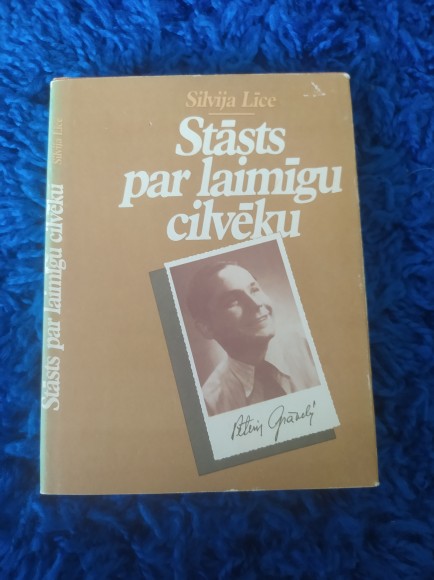 Silvija Līce
Stāsts
par laimīgu
cilvēku
Silvija Līce
Stāsts par laimīgu cilvēku